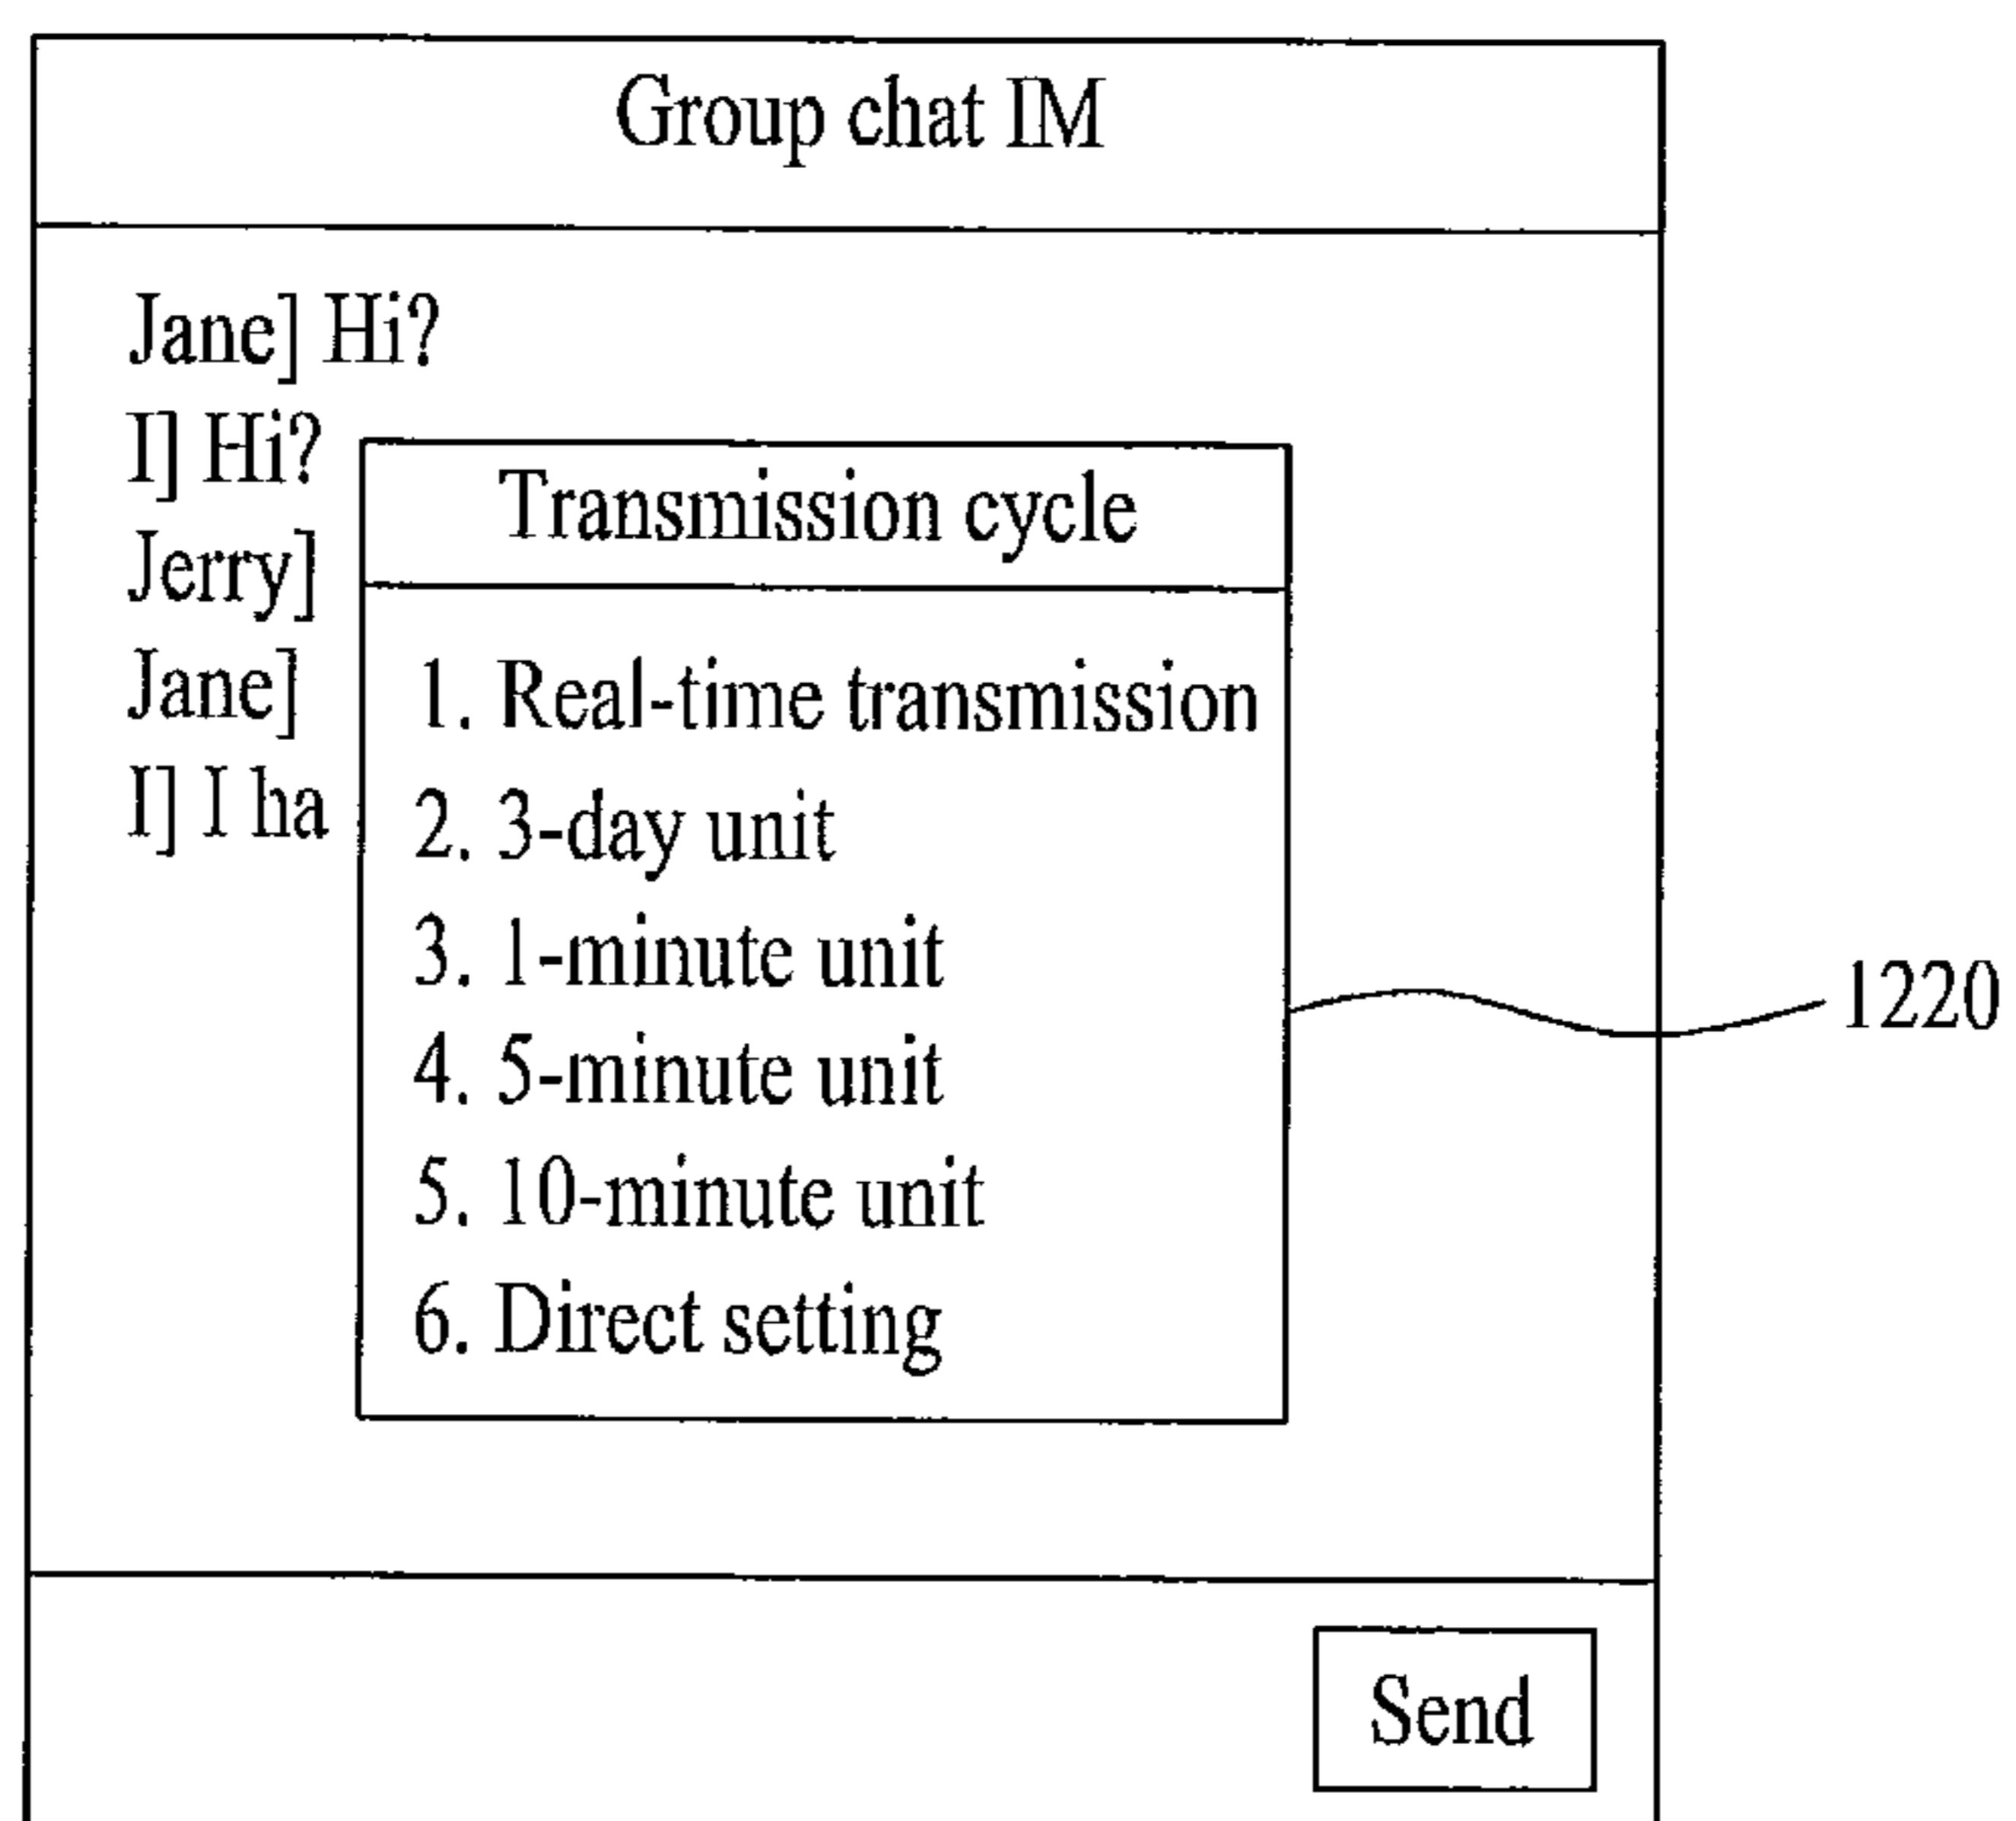 Group chat IM
Jane] Hi?
I] Hi?
Jerry]
Jane]
I] I ha
Transmission cycle
1. Real-time transmission
2. 3-day unit
3. 1-minute unit
4. 5-minute unit
5. 10-minute unit
6. Direct setting
1220
Send